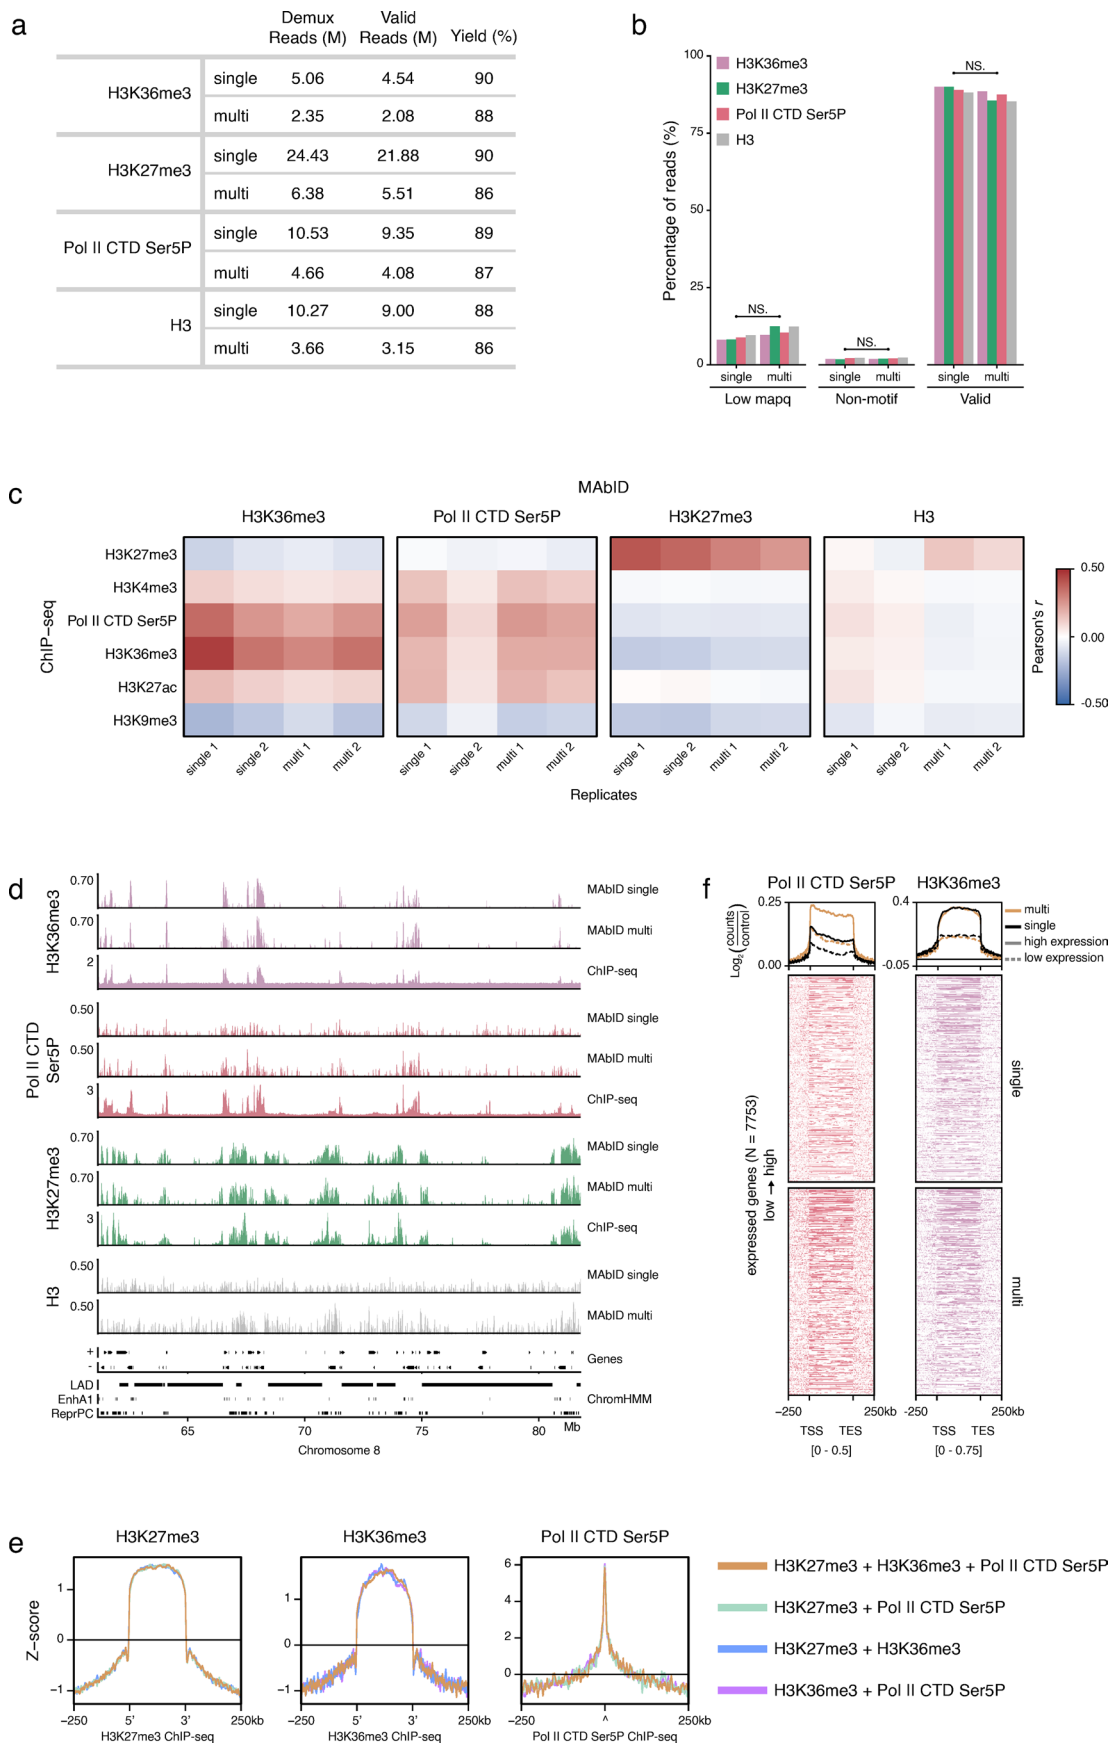 a
Demux Reads (M) Valid Reads (M) Yield (%)
H3K36me3 single 5.06 4.54 90
multi 2.35 2.08 88
H3K27me3 single 24.43 21.88 90
multi 6.38 5.51 86
Pol II CTD Ser5P single 10.53 9.35 89
multi 4.66 4.08 87
H3 single 10.27 9.00 88
multi 3.66 3.15 86
b
Percentage of reads (%)
100
75
50
25
0
H3K36me3
H3K27me3
Pol II CTD Ser5P
H3
NS.
NS.
NS.
single multi single multi single multi
Low mapq Non-motif Valid
c
MAbID
H3K36me3 Pol II CTD Ser5P H3K27me3 H3
ChIP-seq
H3K27me3
H3K4me3
Pol II CTD Ser5P
H3K36me3
H3K27ac
H3K9me3
single 1 single 2 multi 1 multi 2 single 1 single 2 multi 1 multi 2 single 1 single 2 multi 1 multi 2 single 1 single 2 multi 1 multi 2
Replicates
0.50
0.00
-0.50
Pearson's r
d
H3K36me3
0.70 MAbID single
0.70 MAbID multi
2 ChIP-seq
Pol II CTD Ser5P
0.50 MAbID single
0.50 MAbID multi
3 ChIP-seq
H3K27me3
0.70 MAbID single
0.70 MAbID multi
3 ChIP-seq
H3
0.50 MAbID single
0.50 MAbID multi
+
- Genes
LAD
EnhA1 ChromHMM
ReprPC
65 70 75 80 Mb
Chromosome 8
f
Pol II CTD Ser5P H3K36me3
Log2(counts/control)
0.25
0.00
0.4
-0.05
multi
single
high expression
low expression
expressed genes (N = 7753)
low → high
single
multi
-250 250kb -250 250kb
TSS TES TSS TES
[0 - 0.5] [0 - 0.75]
e
H3K27me3 H3K36me3 Pol II CTD Ser5P
Z-score
1
0
-1
1
0
-1
6
4
2
0
-250 5' 3' 250kb -250 5' 3' 250kb -250 ^ 250kb
H3K27me3 ChIP-seq H3K36me3 ChIP-seq Pol II CTD Ser5P ChIP-seq
H3K27me3 + H3K36me3 + Pol II CTD Ser5P
H3K27me3 + Pol II CTD Ser5P
H3K27me3 + H3K36me3
H3K36me3 + Pol II CTD Ser5P